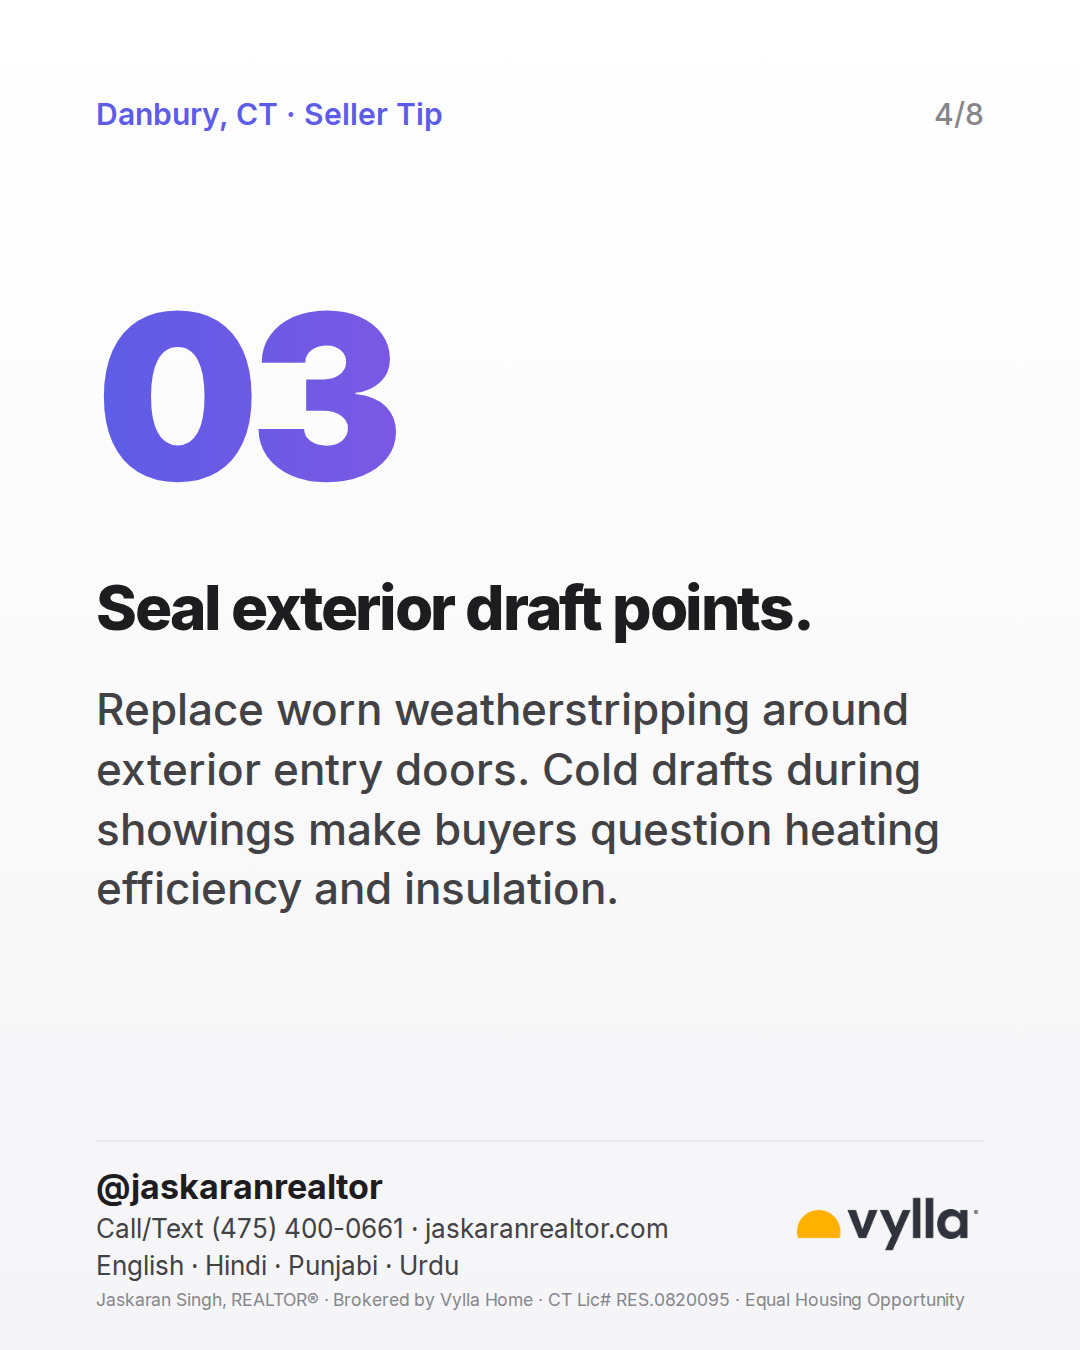 Danbury, CT · Seller Tip
4/8
03
Seal exterior draft points.
Replace worn weatherstripping around
exterior entry doors. Cold drafts during
showings make buyers question heating
efficiency and insulation.
@jaskaranrealtor
Call/Text (475) 400-0661 · jaskaranrealtor.com
English · Hindi · Punjabi · Urdu
Jaskaran Singh, REALTOR® · Brokered by Vylla Home · CT Lic# RES.0820095 · Equal Housing Opportunity
vylla